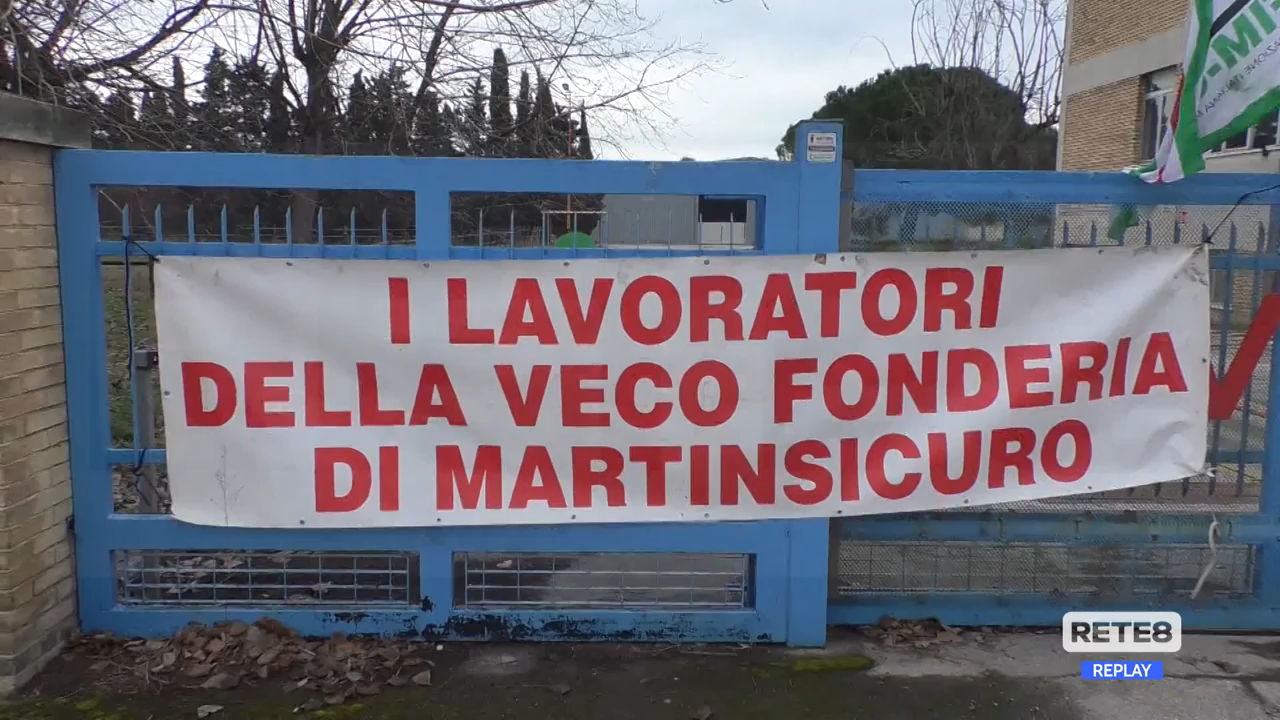 I LAVORATORI
DELLA VECO FONDERIA
DI MARTINSICURO
RETE8
REPLAY